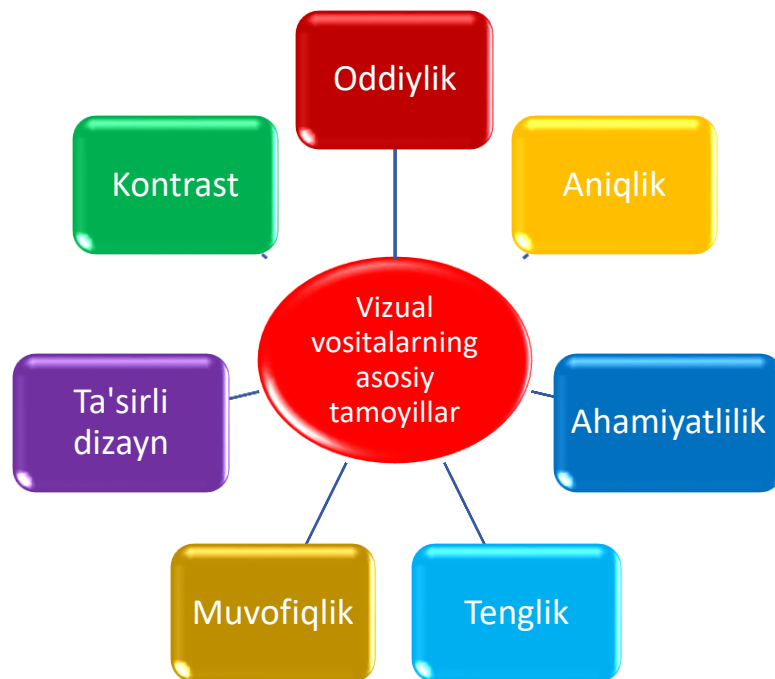 Oddiylik
Kontrast
Aniqlik
Vizual
vositalarning
asosiy
tamoyillar
Ta'sirli
dizayn
Ahamiyatlilik
Muvofiqlik
Tenglik